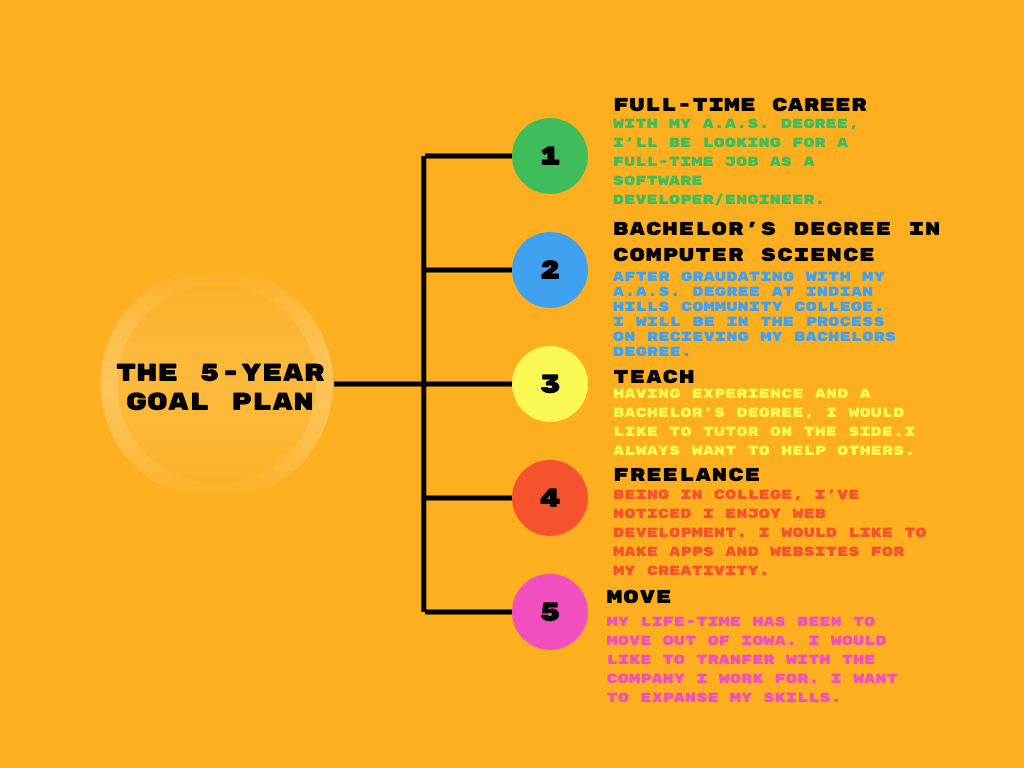 THE 5-YEAR
GOAL PLAN
1
FULL-TIME CAREER
WITH MY A.A.S. DEGREE,
I'LL BE LOOKING FOR A
FULL-TIME JOB AS A
SOFTWARE
DEVELOPER/ENGINEER.
2
BACHELOR'S DEGREE IN
COMPUTER SCIENCE
AFTER GRAUDATING WITH MY
A.A.S. DEGREE AT INDIAN
HILLS COMMUNITY COLLEGE.
I WILL BE IN THE PROCESS
ON RECIEVING MY BACHELORS
DEGREE.
3
TEACH
HAVING EXPERIENCE AND A
BACHELOR'S DEGREE, I WOULD
LIKE TO TUTOR ON THE SIDE.I
ALWAYS WANT TO HELP OTHERS.
4
FREELANCE
BEING IN COLLEGE, I'VE
NOTICED I ENJOY WEB
DEVELOPMENT. I WOULD LIKE TO
MAKE APPS AND WEBSITES FOR
MY CREATIVITY.
5
MOVE
MY LIFE-TIME HAS BEEN TO
MOVE OUT OF IOWA. I WOULD
LIKE TO TRANFER WITH THE
COMPANY I WORK FOR. I WANT
TO EXPANSE MY SKILLS.